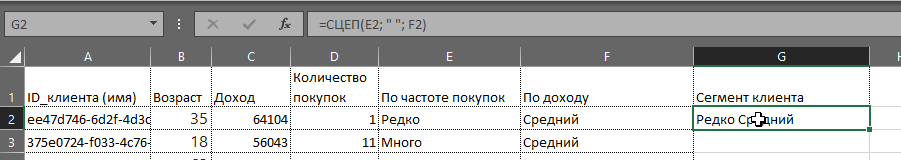 G2 fx =СЦЕП(E2; " "; F2)
A B C D E F G
1 ID_клиента (имя) Возраст Доход Количество покупок По частоте покупок По доходу Сегмент клиента
2 ee47d746-6d2f-4d3c 35 64104 1 Редко Средний Редко Средний
3 375e0724-f033-4c76- 18 56043 11 Много Средний